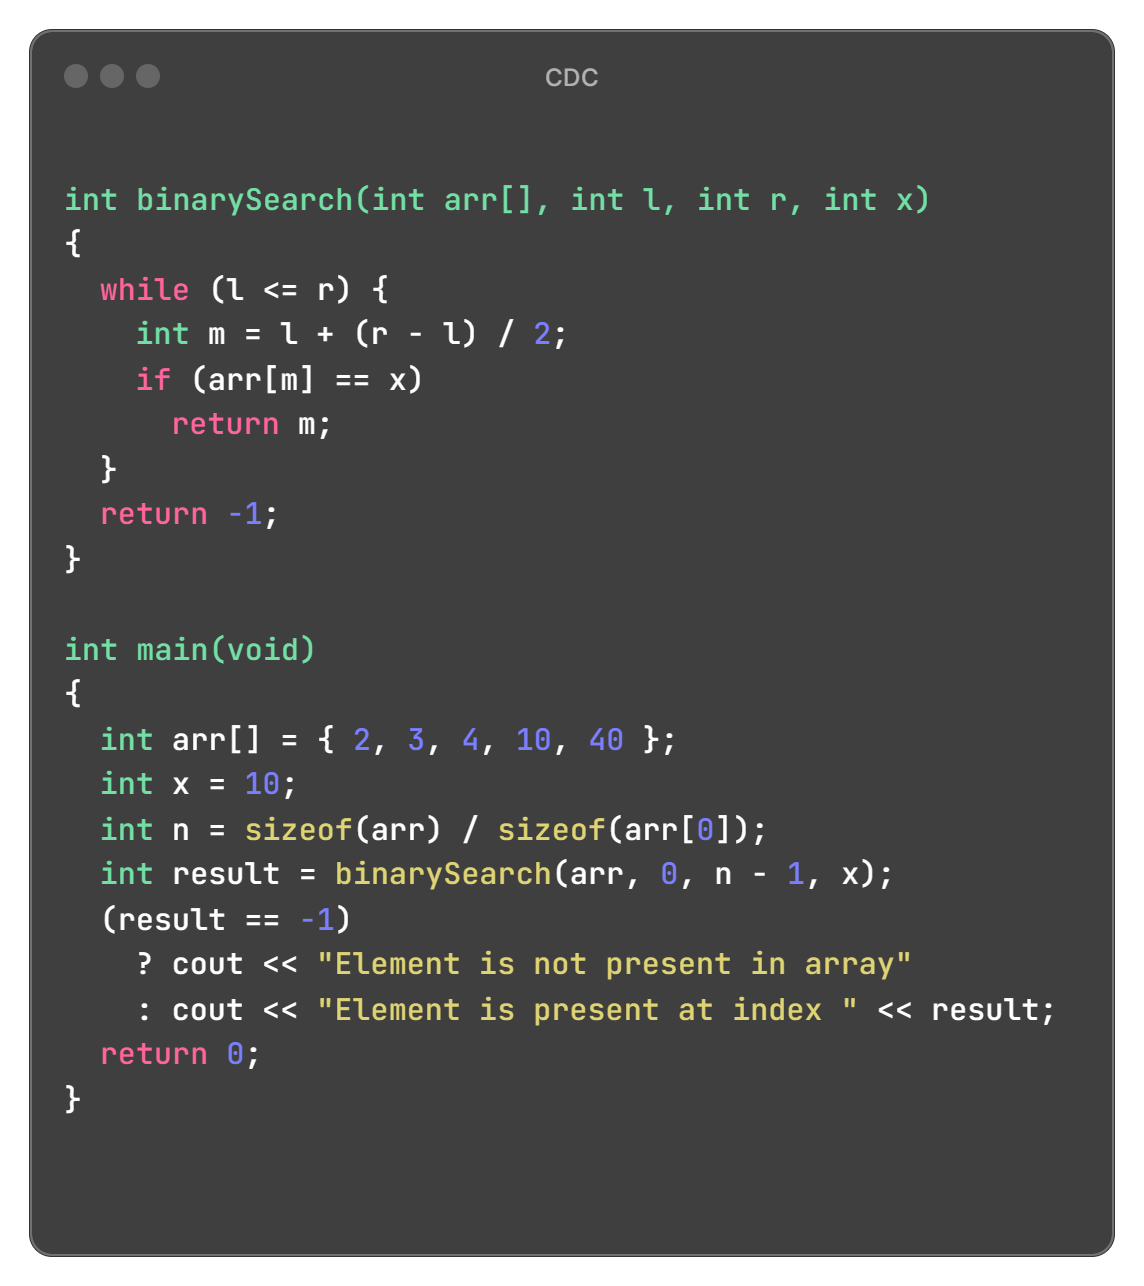 CDC
int binarySearch(int arr[], int l, int r, int x)
{
  while (l <= r) {
    int m = l + (r - l) / 2;
    if (arr[m] == x)
      return m;
  }
  return -1;
}

int main(void)
{
  int arr[] = { 2, 3, 4, 10, 40 };
  int x = 10;
  int n = sizeof(arr) / sizeof(arr[0]);
  int result = binarySearch(arr, 0, n - 1, x);
  (result == -1)
    ? cout << "Element is not present in array"
    : cout << "Element is present at index " << result;
  return 0;
}